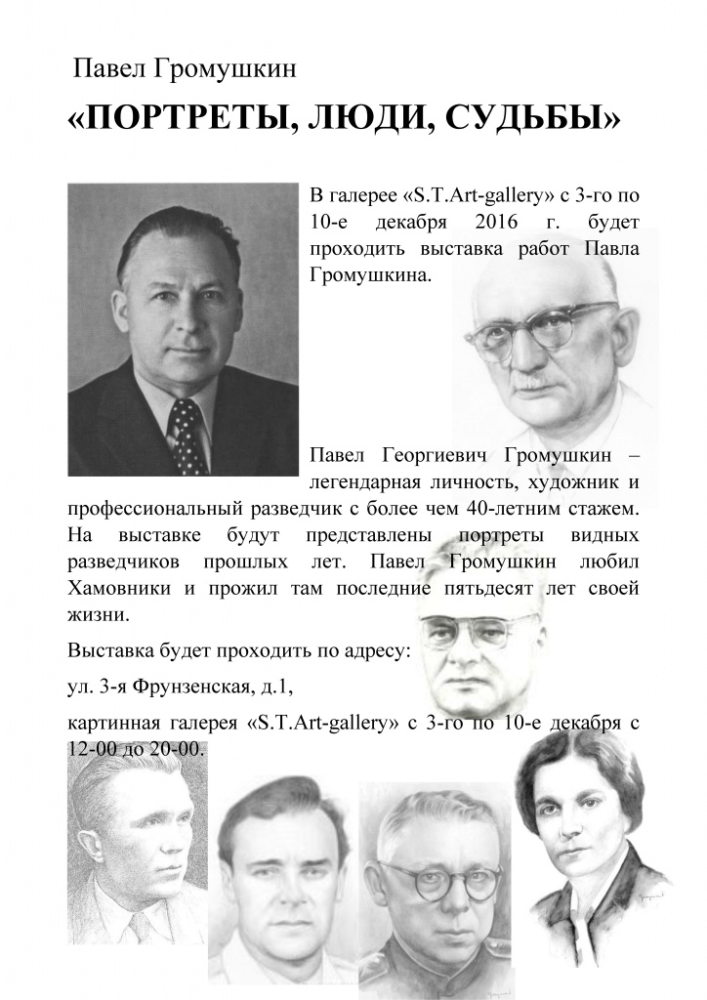 Павел Громушкин
«ПОРТРЕТЫ, ЛЮДИ, СУДЬБЫ»
В галерее «S.T.Art-gallery» с 3-го по
10-е декабря 2016 г. будет
проходить выставка работ Павла
Громушкина.
Павел Георгиевич Громушкин –
легендарная личность, художник и
профессиональный разведчик с более чем 40-летним стажем.
На выставке будут представлены портреты видных
разведчиков прошлых лет. Павел Громушкин любил
Хамовники и прожил там последние пятьдесят лет своей
жизни.
Выставка будет проходить по адресу:
ул. 3-я Фрунзенская, д.1,
картинная галерея «S.T.Art-gallery» с 3-го по 10-е декабря с
12-00 до 20-00.